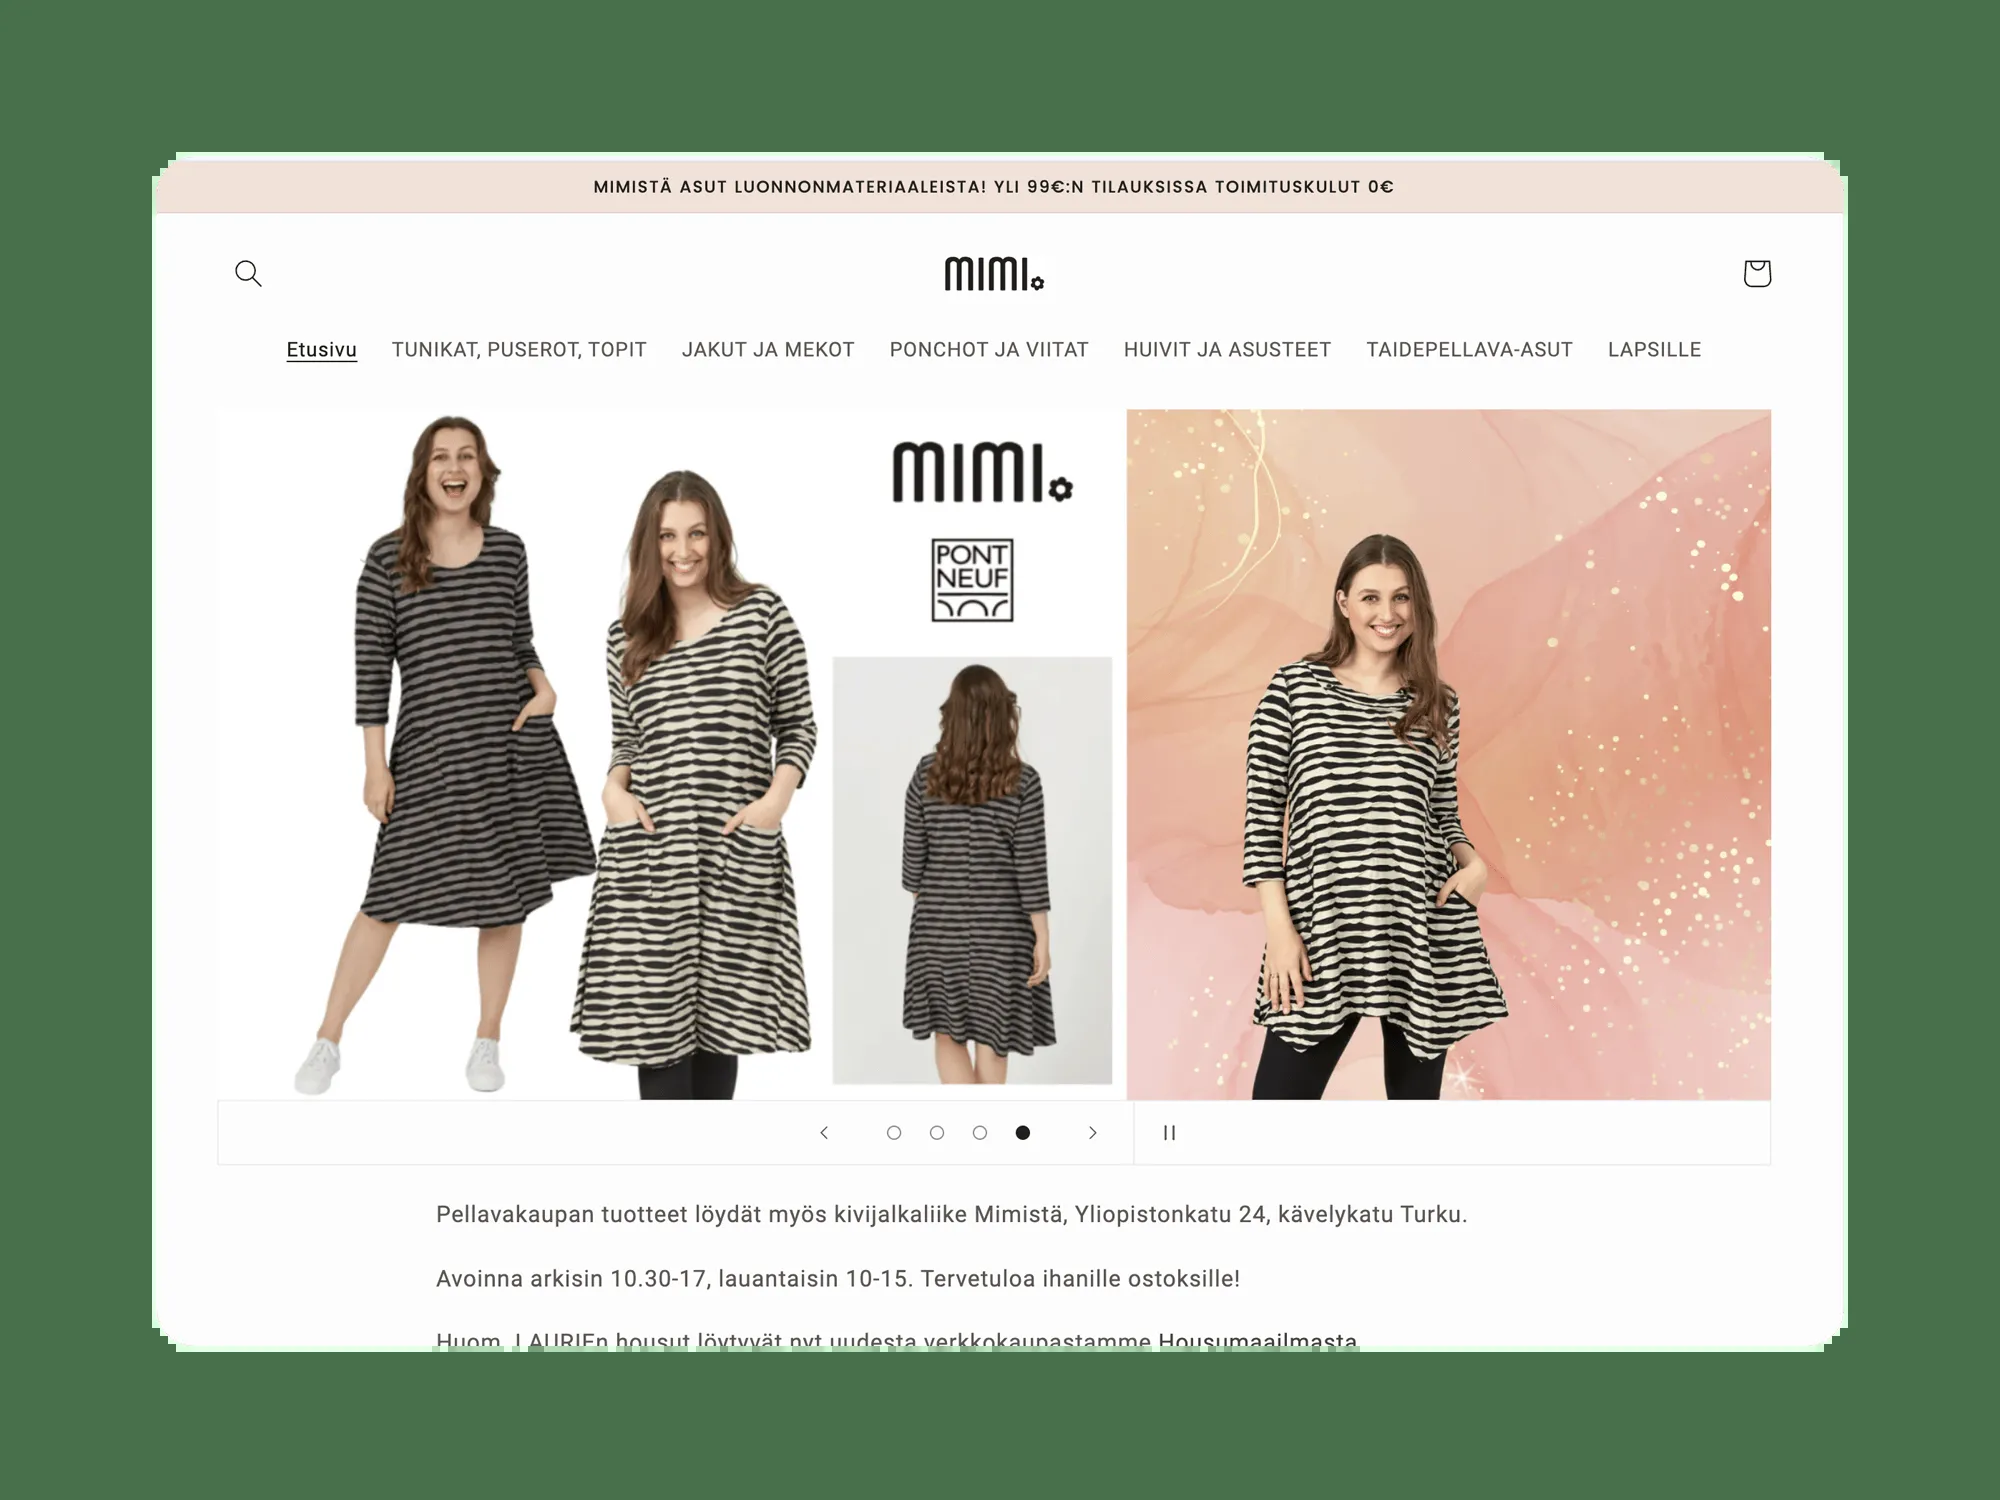 MIMISTÄ ASUT LUONNONMATERIAALEISTA! YLI 99€:N TILAUKSISSA TOIMITUSKULUT 0€
mimi
Etusivu TUNIKAT, PUSEROT, TOPIT JAKUT JA MEKOT PONCHOT JA VIITAT HUIVIT JA ASUSTEET TAIDEPELLAVA-ASUT LAPSILLE
mimi
PONT
NEUF
Pellavakaupan tuotteet löydät myös kivijalkaliike Mimistä, Yliopistonkatu 24, kävelykatu Turku.
Avoinna arkisin 10.30-17, lauantaisin 10-15. Tervetuloa ihanille ostoksille!
Huom. LAURIEn housut löytyvät nyt uudesta verkkokaupastamme Housumaailmasta